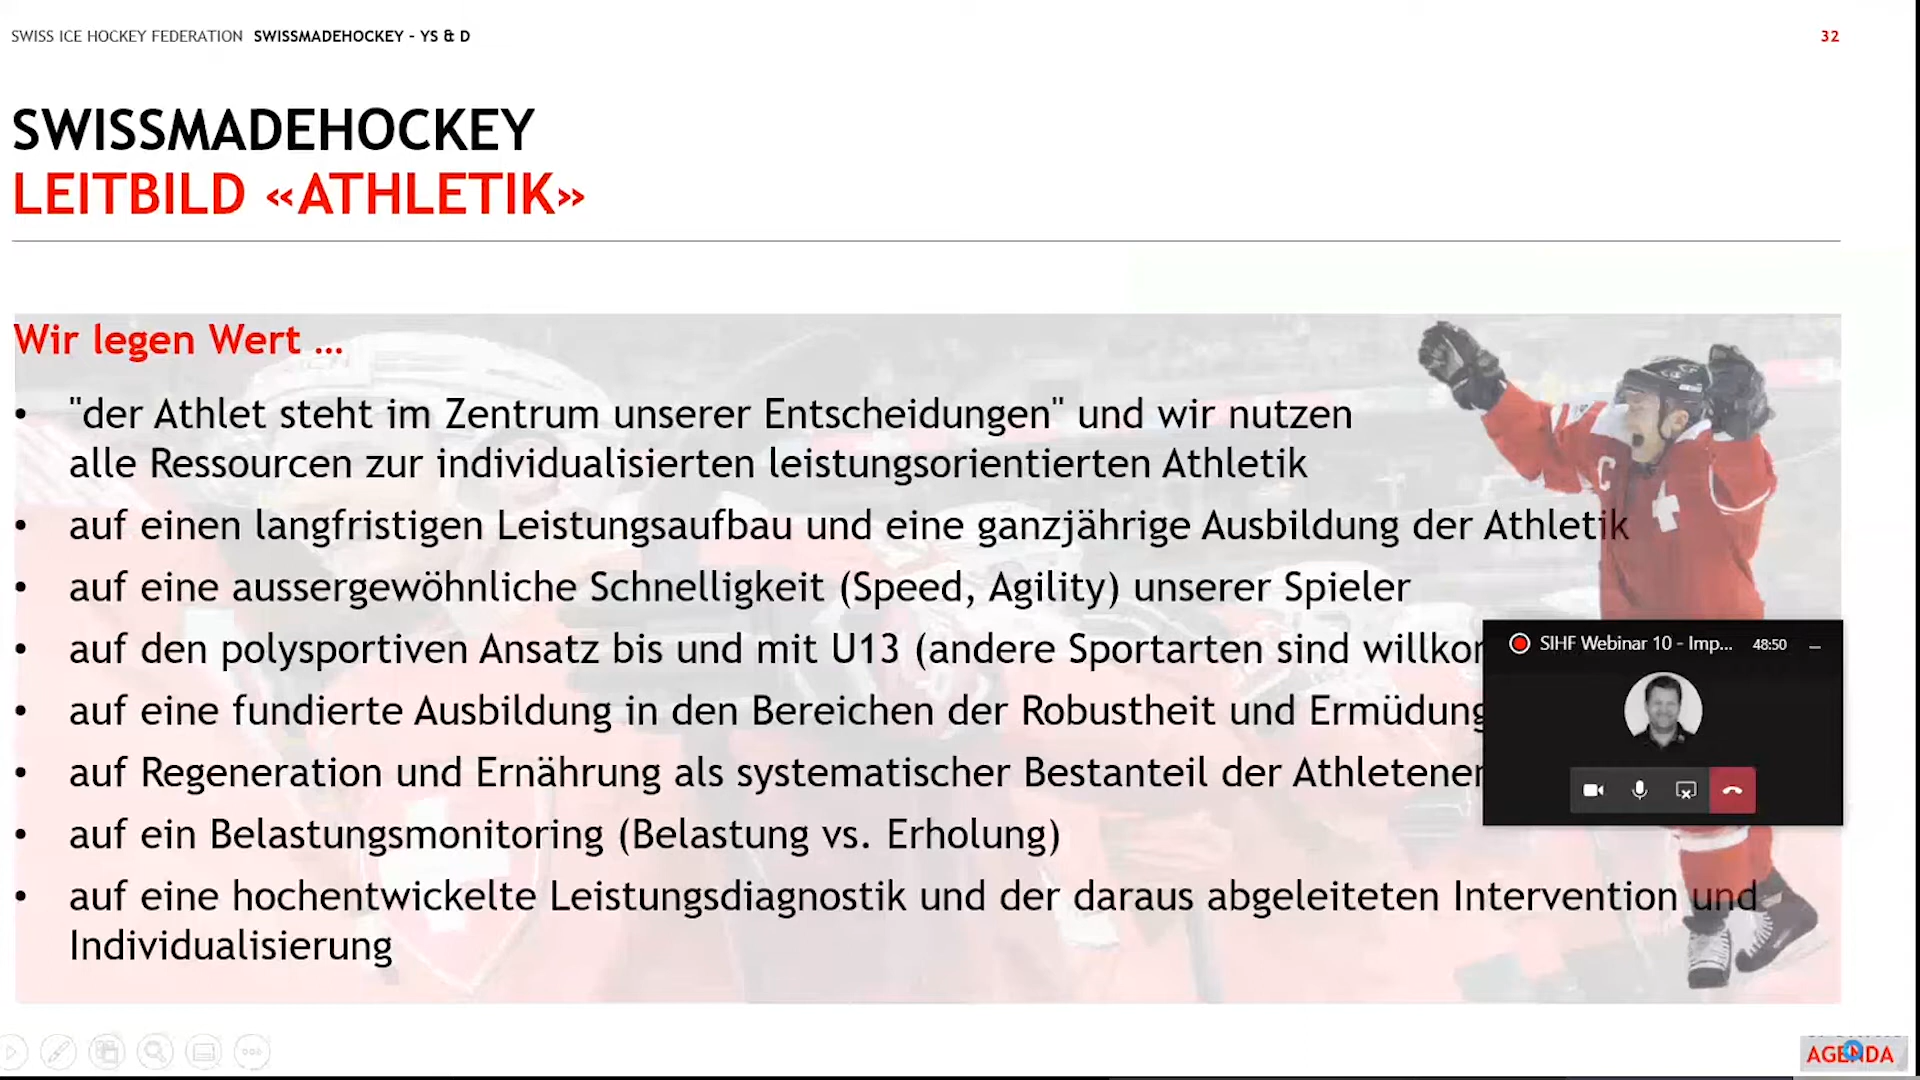 SWISS ICE HOCKEY FEDERATION SWISSMADEHOCKEY - YS & D
32
SWISSMADEHOCKEY
LEITBILD «ATHLETIK»
Wir legen Wert ...
• "der Athlet steht im Zentrum unserer Entscheidungen" und wir nutzen
alle Ressourcen zur individualisierten leistungsorientierten Athletik
• auf einen langfristigen Leistungsaufbau und eine ganzjährige Ausbildung der Athletik
• auf eine aussergewöhnliche Schnelligkeit (Speed, Agility) unserer Spieler
• auf den polysportiven Ansatz bis und mit U13 (andere Sportarten sind
• auf eine fundierte Ausbildung in den Bereichen der Robustheit und
• auf Regeneration und Ernährung als systematischer Bestanteil der
• auf ein Belastungsmonitoring (Belastung vs. Erholung)
• auf eine hochentwickelte Leistungsdiagnostik und der daraus abgeleiteten Intervention und
Individualisierung
SIHF Webinar 10 - Imp... 48:50
C
AGENDA